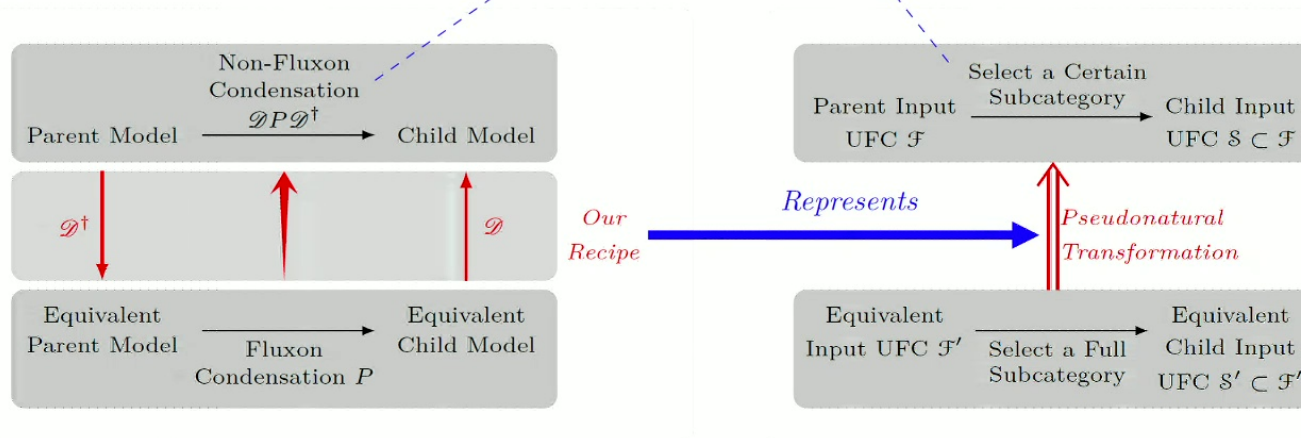 Non-Fluxon
Condensation
𝒟P𝒟†
Parent Model
Child Model
𝒟†
𝒟
Equivalent
Parent Model
Fluxon
Condensation P
Equivalent
Child Model
Our
Recipe
Represents
Select a Certain
Subcategory
Parent Input
UFC ℱ
Child Input
UFC 𝒮 ⊂ ℱ
Pseudonatural
Transformation
Equivalent
Input UFC ℱ′
Select a Full
Subcategory
Equivalent
Child Input
UFC 𝒮′ ⊂ ℱ′